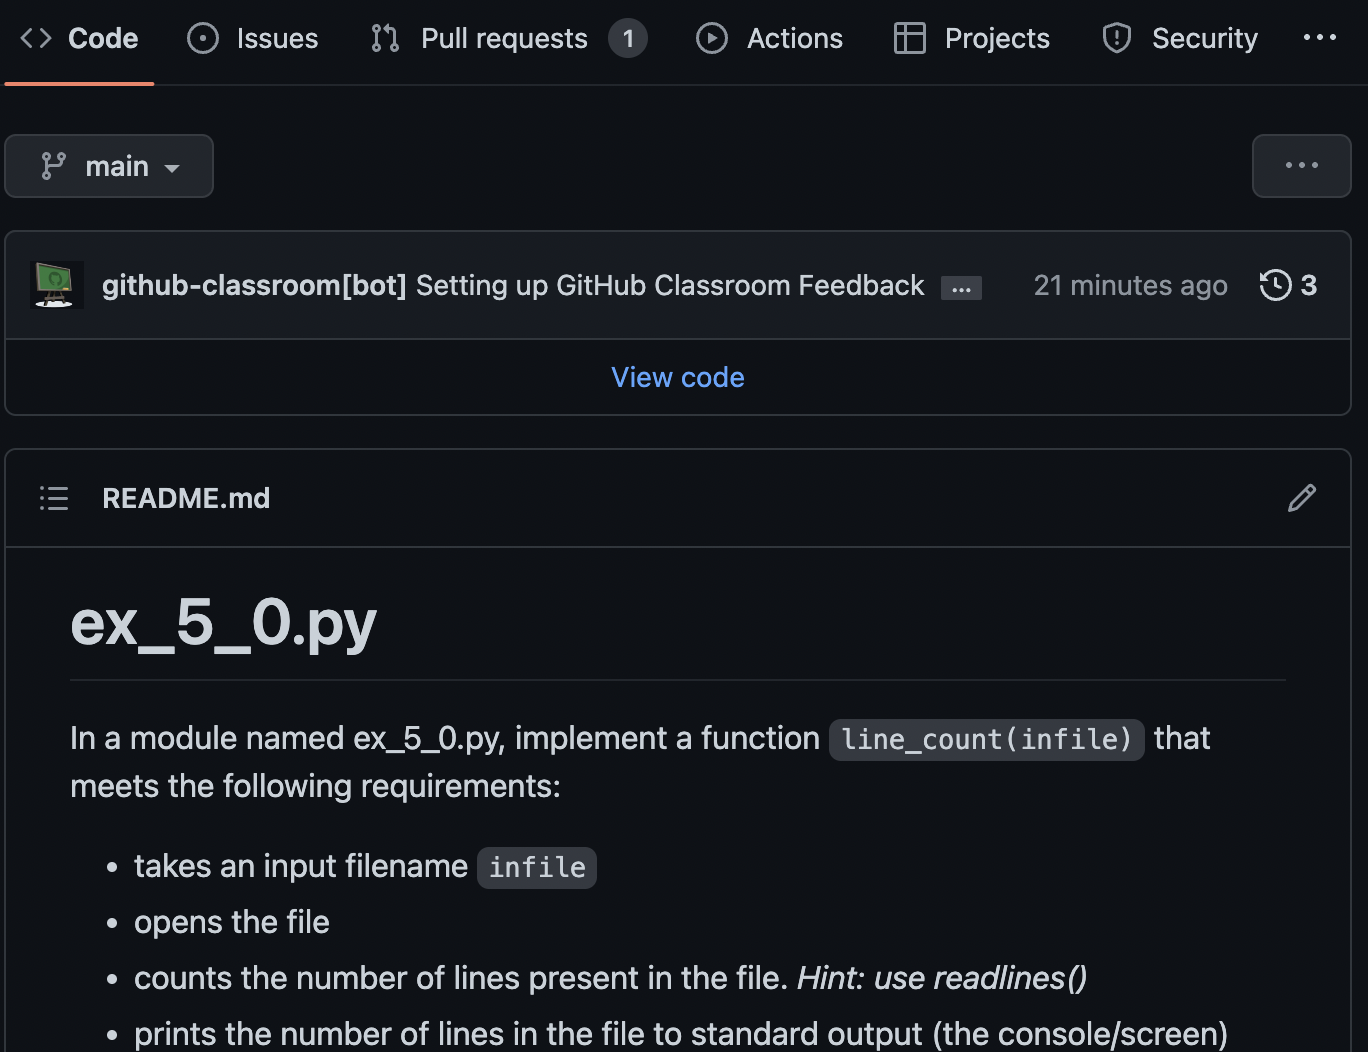 <> Code Issues Pull requests 1 Actions Projects Security ...
main ...
github-classroom[bot] Setting up GitHub Classroom Feedback ... 21 minutes ago 3
View code
README.md
ex_5_0.py
In a module named ex_5_0.py, implement a function line_count(infile) that
meets the following requirements:
• takes an input filename infile
• opens the file
• counts the number of lines present in the file. Hint: use readlines()
• prints the number of lines in the file to standard output (the console/screen)